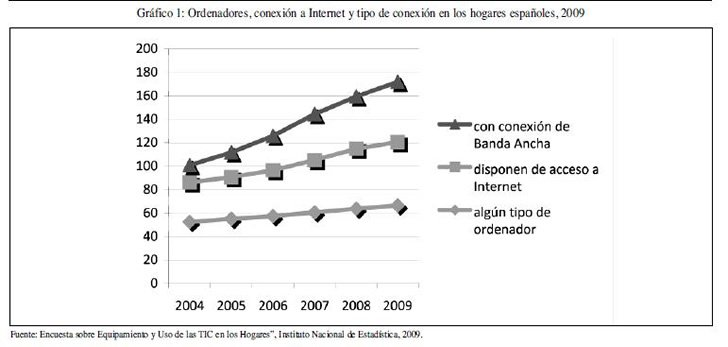 Gráfico 1: Ordenadores, conexión a Internet y tipo de conexión en los hogares españoles, 2009
200
180
160
140
120
100
80
60
40
20
0
2004 2005 2006 2007 2008 2009
con conexión de
Banda Ancha
disponen de acceso a
Internet
algún tipo de
ordenador
Fuente: Encuesta sobre Equipamiento y Uso de las TIC en los Hogares", Instituto Nacional de Estadística, 2009.